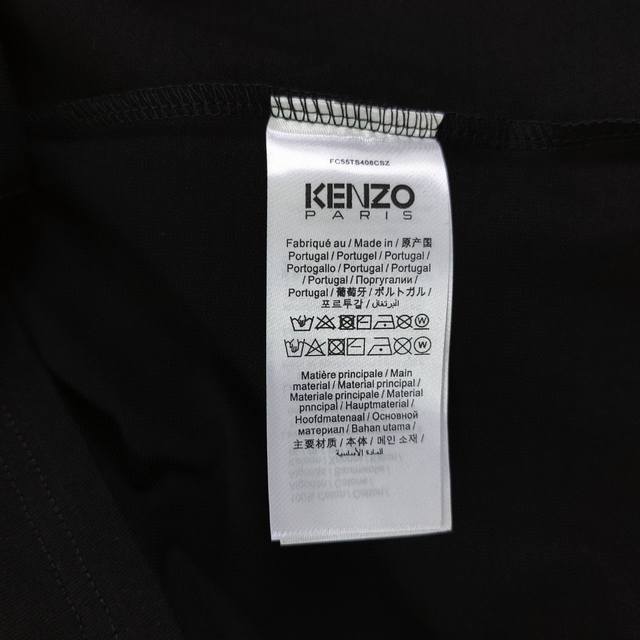 FC55TS408CSZ
KENZO
PARIS
Fabriqué au / Made in / 原产国
Portugal / Portugel / Portugal /
Portogallo / Portugal / Portugal
/ Portugal / Португалии /
Portugal / 葡萄牙 / ポルトガル /
포르투갈 / البرتغال
Matière principale / Main
material / Material principal /
Materiale principale / Material
pnncipal / Hauptmaterial /
Hoofdmateraal / Основной
материал / Bahan utama /
主要材质 / 本体 / 메인 소재 /
المادة الأساسية